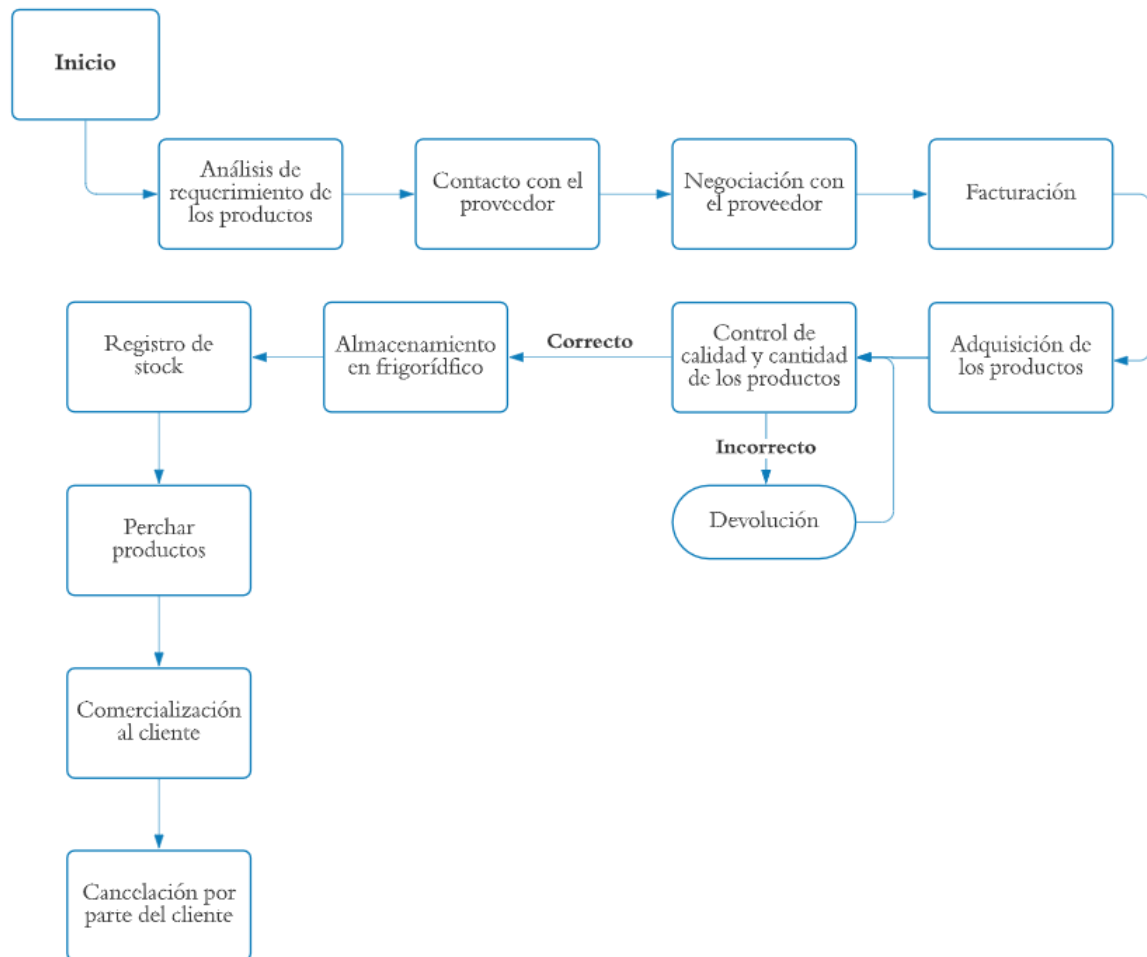 Inicio
Análisis de
requerimiento de
los productos
Contacto con el
proveedor
Negociación con
el proveedor
Facturación
Registro de
stock
Almacenamiento
en frigorídfico
Correcto
Control de
calidad y cantidad
de los productos
Adquisición de
los productos
Incorrecto
Devolución
Perchar
productos
Comercialización
al cliente
Cancelación por
parte del cliente